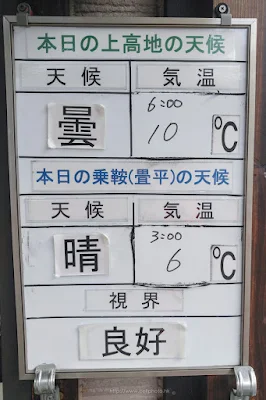 本日の上高地の天候
天候 気温
曇 6:00 10 ℃
本日の乗鞍(畳平)の天候
天候 気温
晴 3:00 6 ℃
視界
良好